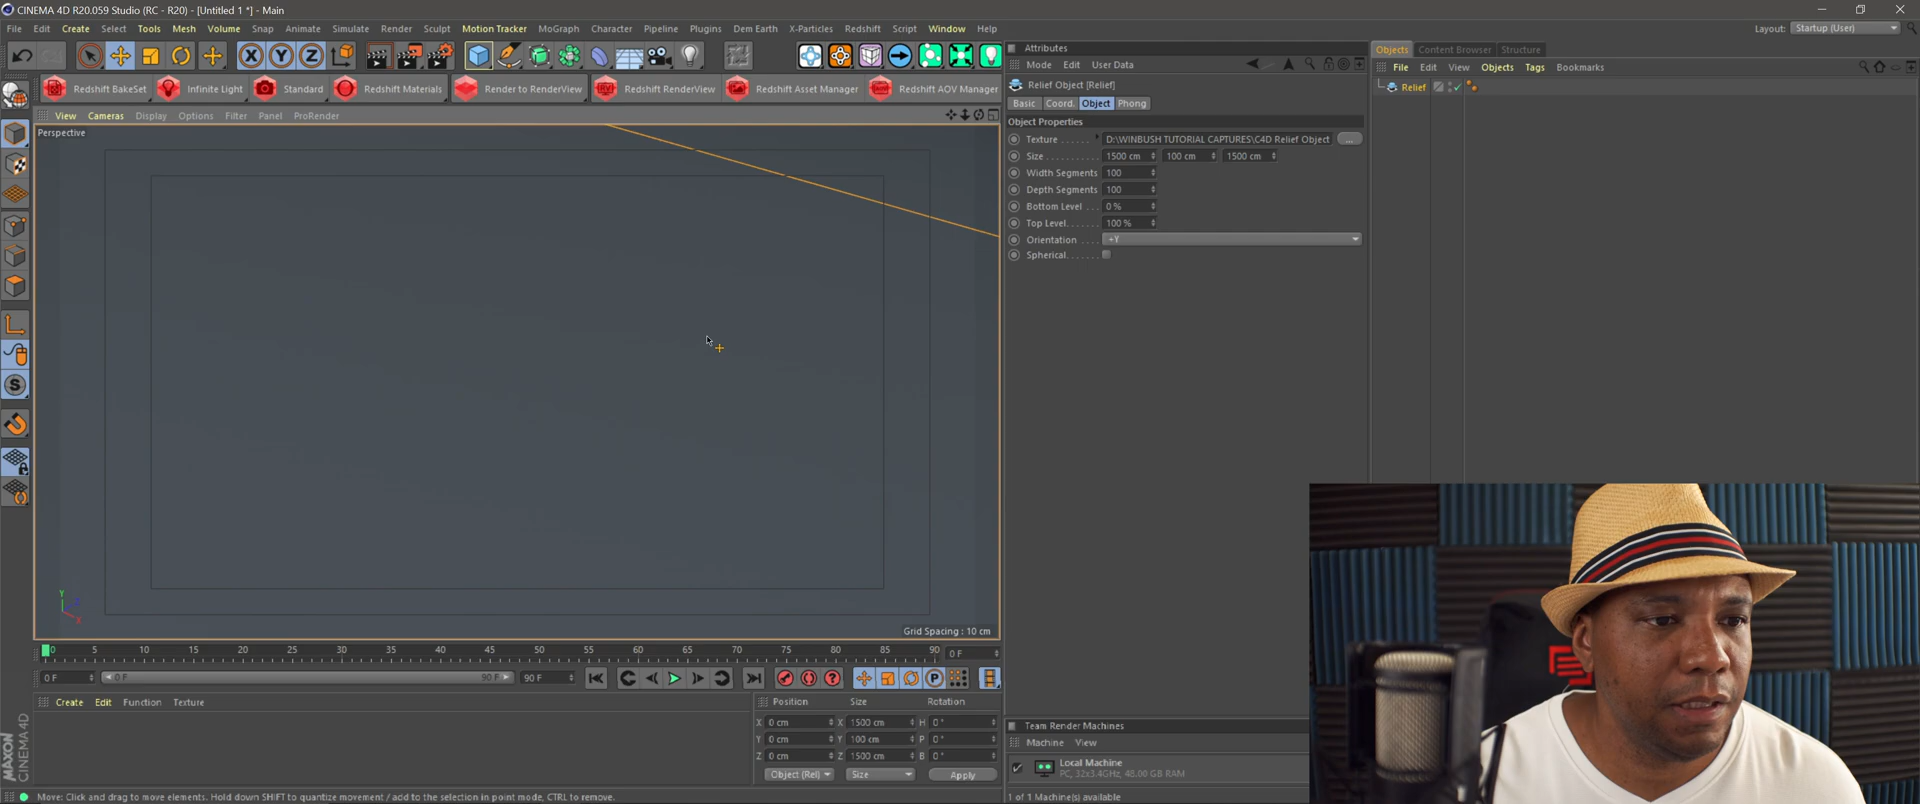 CINEMA 4D R20.059 Studio (RC - R20) - [Untitled 1 *] - Main
File Edit Create Select Tools Mesh Volume Snap Animate Simulate Render Sculpt Motion Tracker MoGraph Character Pipeline Plugins Dem Earth X-Particles Redshift Script Window Help
Layout: Startup (User)
X Y Z
Redshift BakeSet Infinite Light Standard Redshift Materials Render to RenderView Redshift RenderView Redshift Asset Manager Redshift AOV Manager
View Cameras Display Options Filter Panel ProRender
Perspective
Y
X
Grid Spacing : 10 cm
Attributes
Mode Edit User Data
Relief Object [Relief]
Basic Coord. Object Phong
Object Properties
Texture D:\WINBUSH TUTORIAL CAPTURES\C4D Relief Object ...
Size 1500 cm 100 cm 1500 cm
Width Segments 100
Depth Segments 100
Bottom Level 0 %
Top Level 100 %
Orientation +Y
Spherical
Objects Content Browser Structure
File Edit View Objects Tags Bookmarks
Relief
0 5 10 15 20 25 30 35 40 45 50 55 60 65 70 75 80 85 90 0 F
0 F 0 F 90 F 90 F
Create Edit Function Texture
Position Size Rotation
X 0 cm X 1500 cm H 0 °
Y 0 cm Y 100 cm P 0 °
Z 0 cm Z 1500 cm B 0 °
Object (Rel) Size Apply
Team Render Machines
Machine View
Local Machine
PC, 32x3.4GHz, 48.00 GB RAM
1 of 1 Machine(s) available
MAXON CINEMA 4D
Move: Click and drag to move elements. Hold down SHIFT to quantize movement / add to the selection in point mode, CTRL to remove.